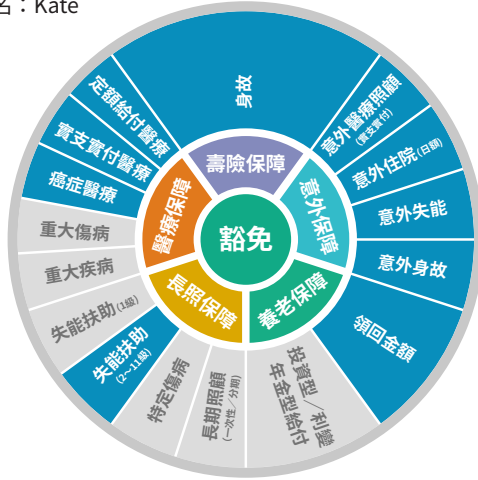 名：Kate
身故
意外醫療照顧
(實支實付)
意外住院(日額)
意外失能
意外身故
領回金額
投資型／利變
年金型給付
長期照顧
(一次性／分期)
特定傷病
失能扶助
(2～11級)
失能扶助(1級)
重大疾病
重大傷病
癌症醫療
實支實付醫療
定額給付醫療
壽險保障
意外保障
養老保障
長照保障
醫療保障
豁免